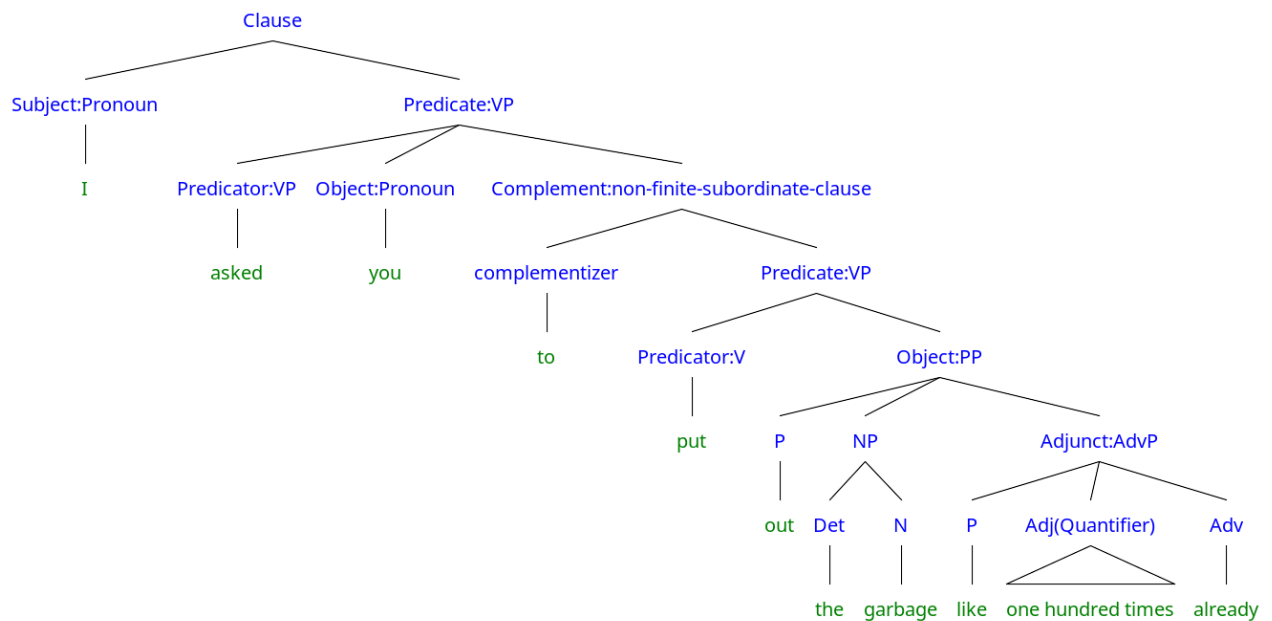 Clause
Subject:Pronoun Predicate:VP
I Predicator:VP Object:Pronoun Complement:non-finite-subordinate-clause
asked you complementizer Predicate:VP
to Predicator:V Object:PP
put P NP Adjunct:AdvP
out Det N P Adj(Quantifier) Adv
the garbage like one hundred times already